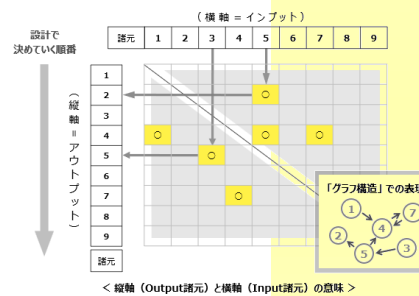 （横軸＝インプット）
設計で
決めていく順番
諸元 1 2 3 4 5 6 7 8 9
（縦軸＝アウトプット）
1
2 ○
3
4 ○ ○ ○
5 ○
6
7 ○
8
9
諸元
「グラフ構造」での表現
1 7
4
2
5 3
＜ 縦軸（Output諸元）と横軸（Input諸元）の意味 ＞